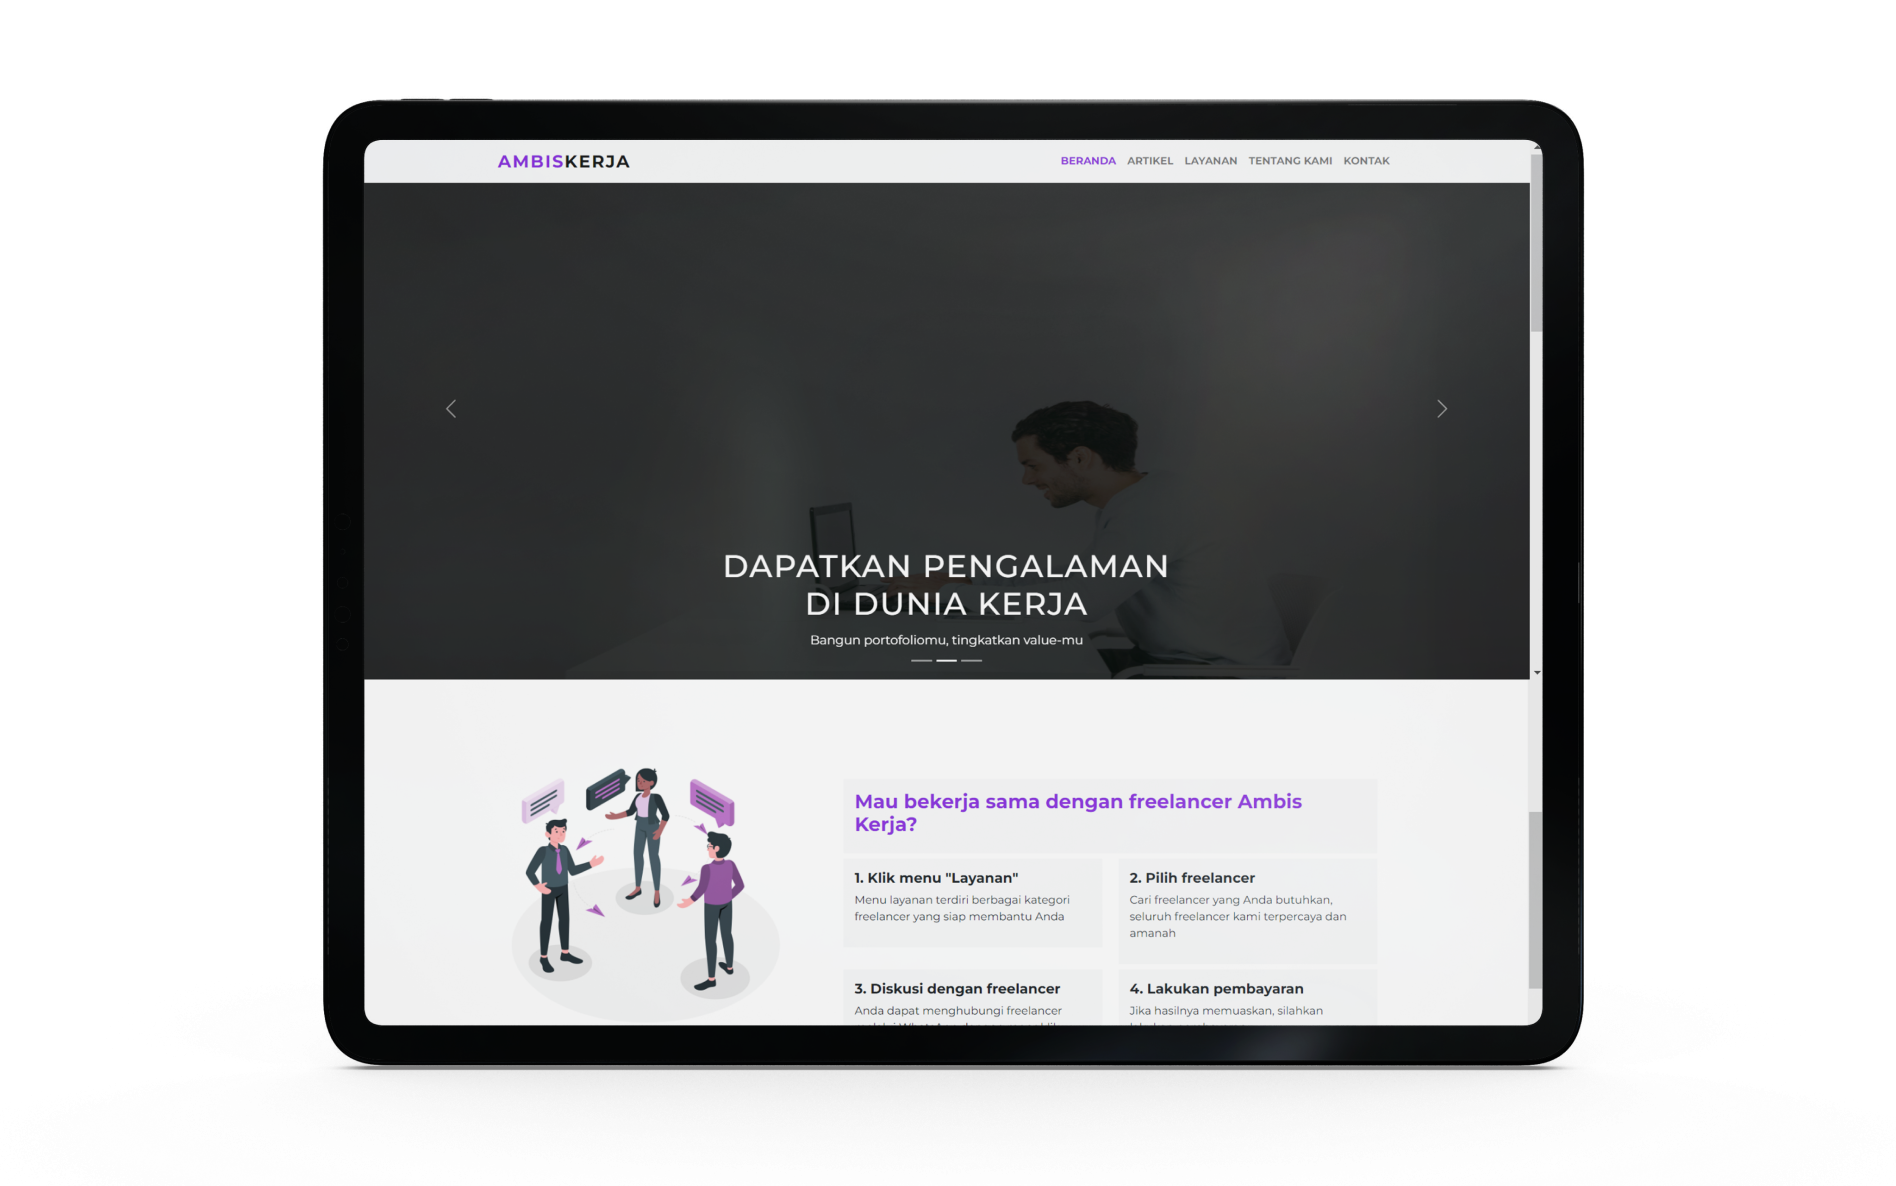 AMBISKERJA
BERANDA ARTIKEL LAYANAN TENTANG KAMI KONTAK
DAPATKAN PENGALAMAN
DI DUNIA KERJA
Bangun portofoliomu, tingkatkan value-mu
Mau bekerja sama dengan freelancer Ambis
Kerja?
1. Klik menu "Layanan"
Menu layanan terdiri berbagai kategori
freelancer yang siap membantu Anda
2. Pilih freelancer
Cari freelancer yang Anda butuhkan,
seluruh freelancer kami terpercaya dan
amanah
3. Diskusi dengan freelancer
Anda dapat menghubungi freelancer
4. Lakukan pembayaran
Jika hasilnya memuaskan, silahkan